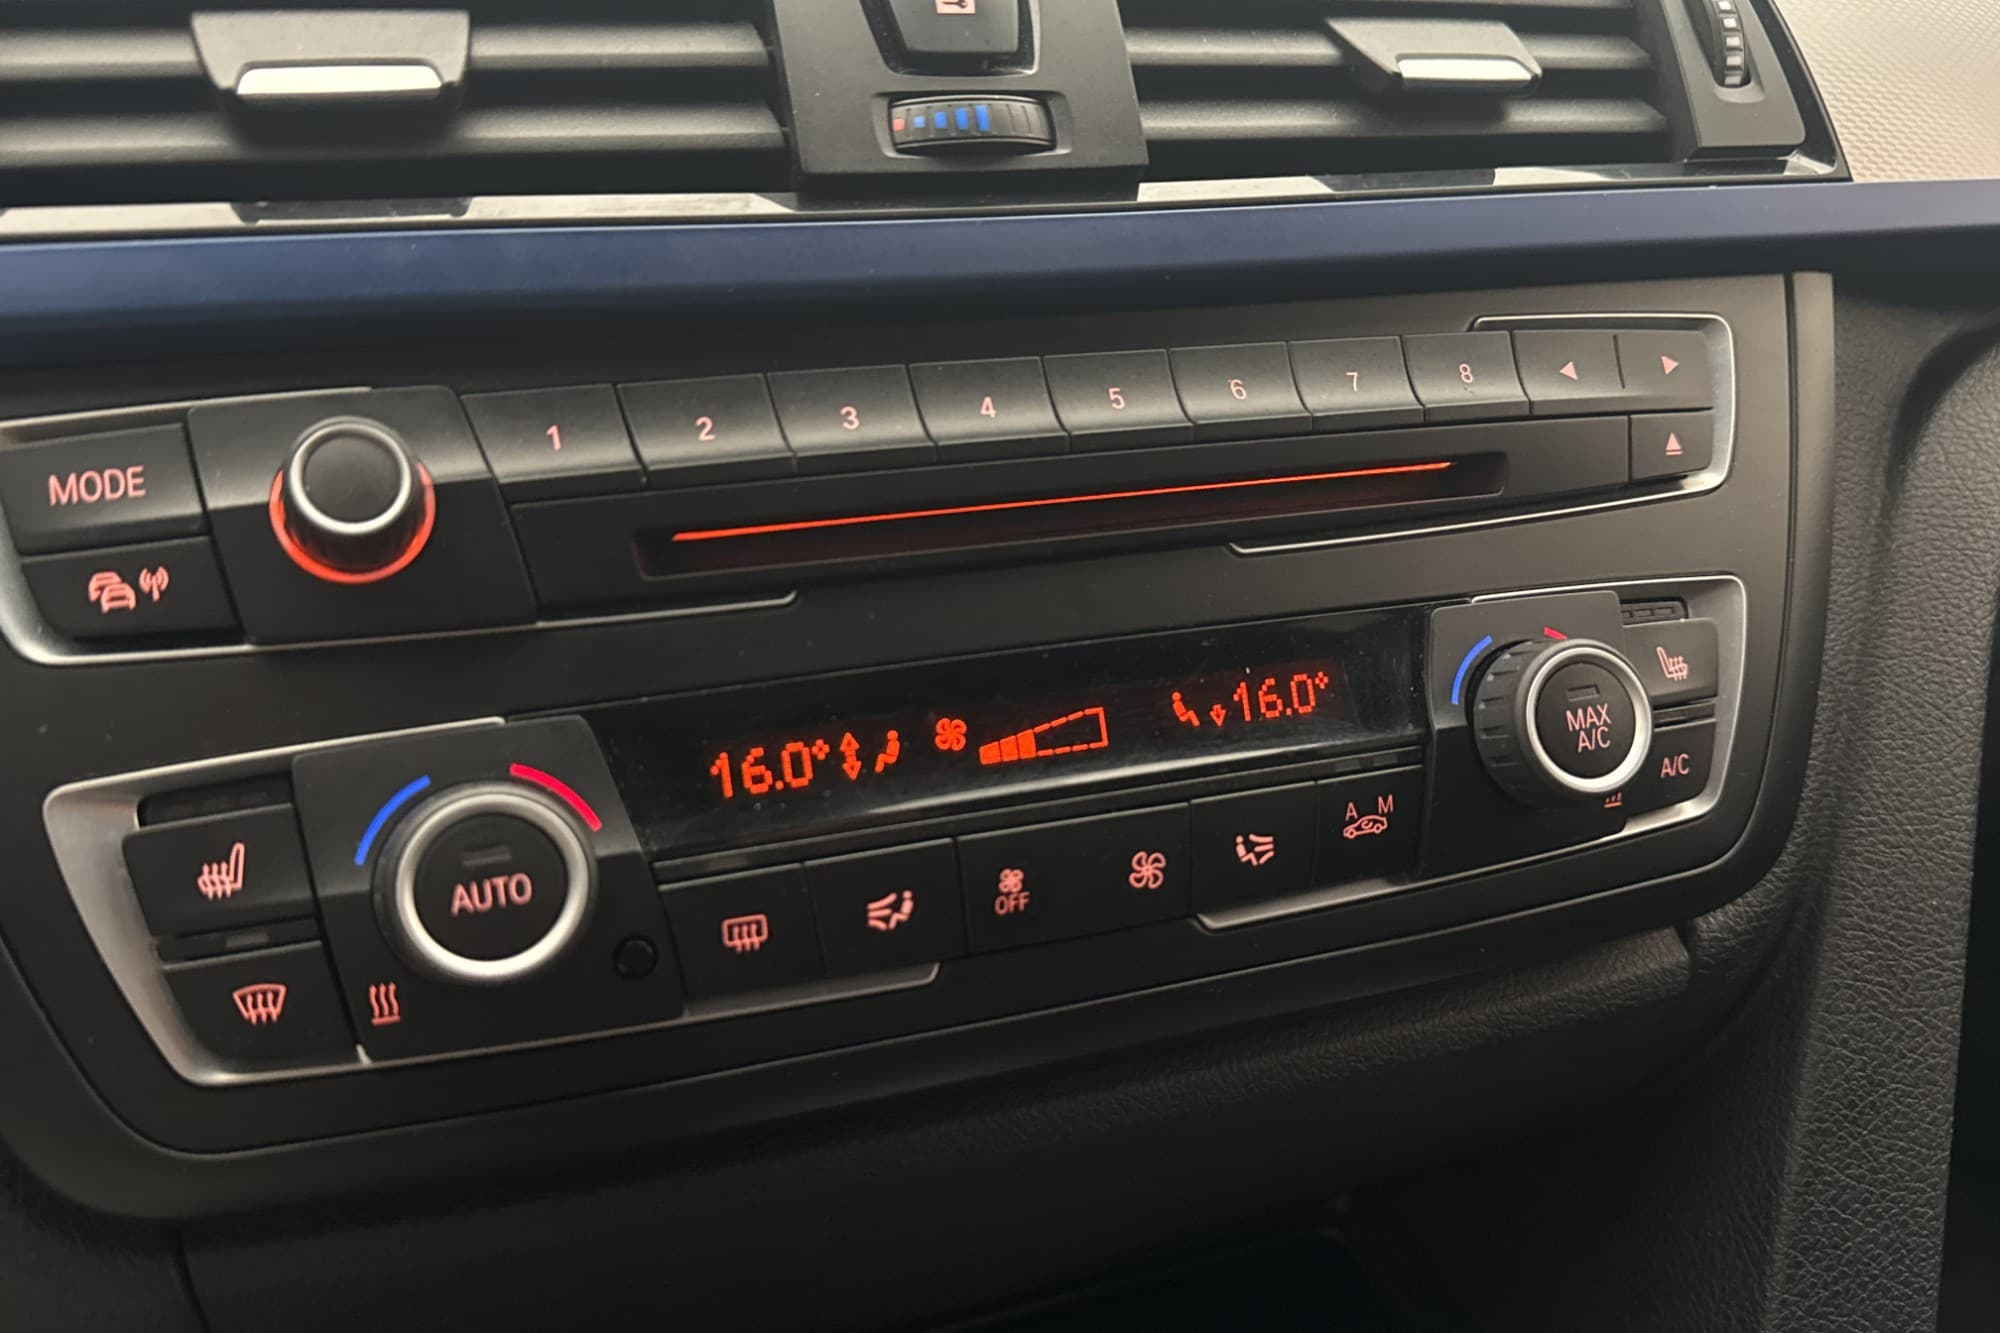 1 2 3 4 5 6 7 8
MODE
16.0° 16.0°
MAX
A/C
A/C
A M
AUTO
OFF